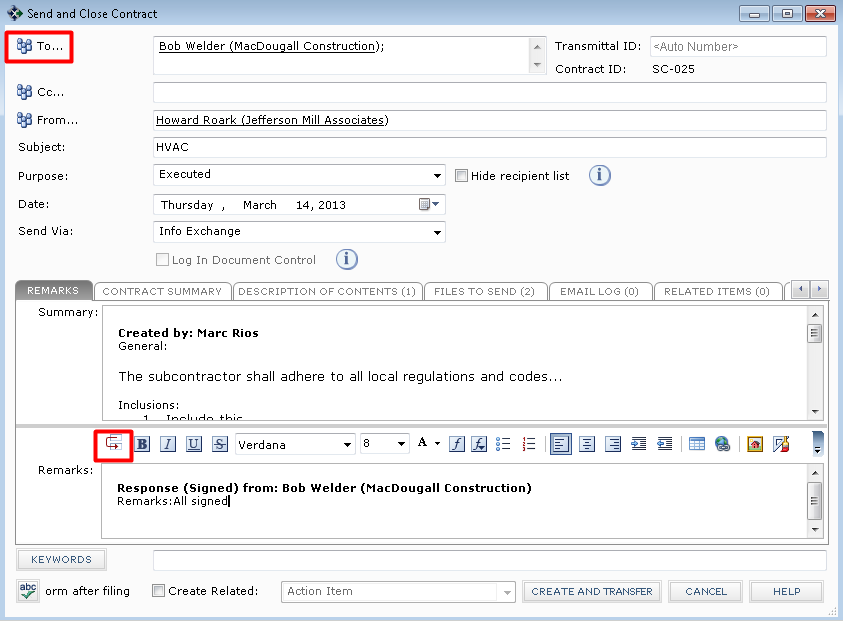 Send and Close Contract
To...
Bob Welder (MacDougall Construction);
Transmittal ID: <Auto Number>
Contract ID: SC-025
Cc...
From... Howard Roark (Jefferson Mill Associates)
Subject: HVAC
Purpose: Executed Hide recipient list
Date: Thursday , March 14, 2013
Send Via: Info Exchange
Log In Document Control
REMARKS CONTRACT SUMMARY DESCRIPTION OF CONTENTS (1) FILES TO SEND (2) EMAIL LOG (0) RELATED ITEMS (0)
Summary:
Created by: Marc Rios
General:
The subcontractor shall adhere to all local regulations and codes...
Inclusions:
1. Include this
B I U S Verdana 8 A
Remarks:
Response (Signed) from: Bob Welder (MacDougall Construction)
Remarks:All signed
KEYWORDS
abc orm after filing Create Related: Action Item CREATE AND TRANSFER CANCEL HELP